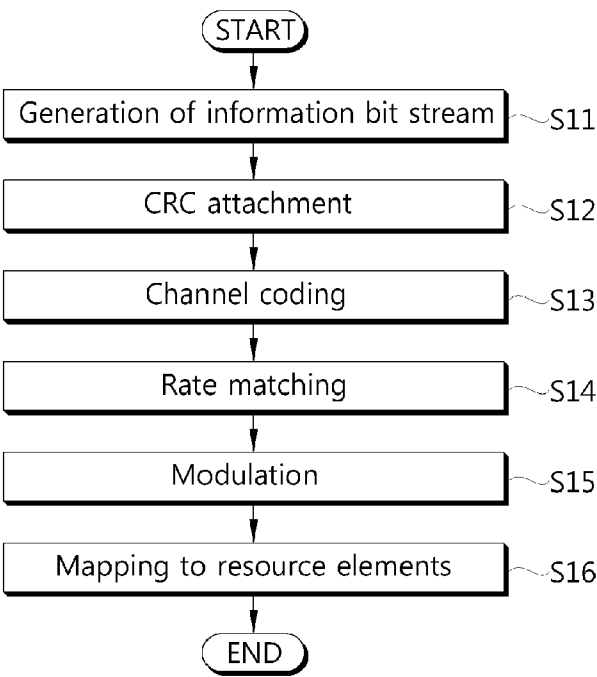 START
Generation of information bit stream S11
CRC attachment S12
Channel coding S13
Rate matching S14
Modulation S15
Mapping to resource elements S16
END